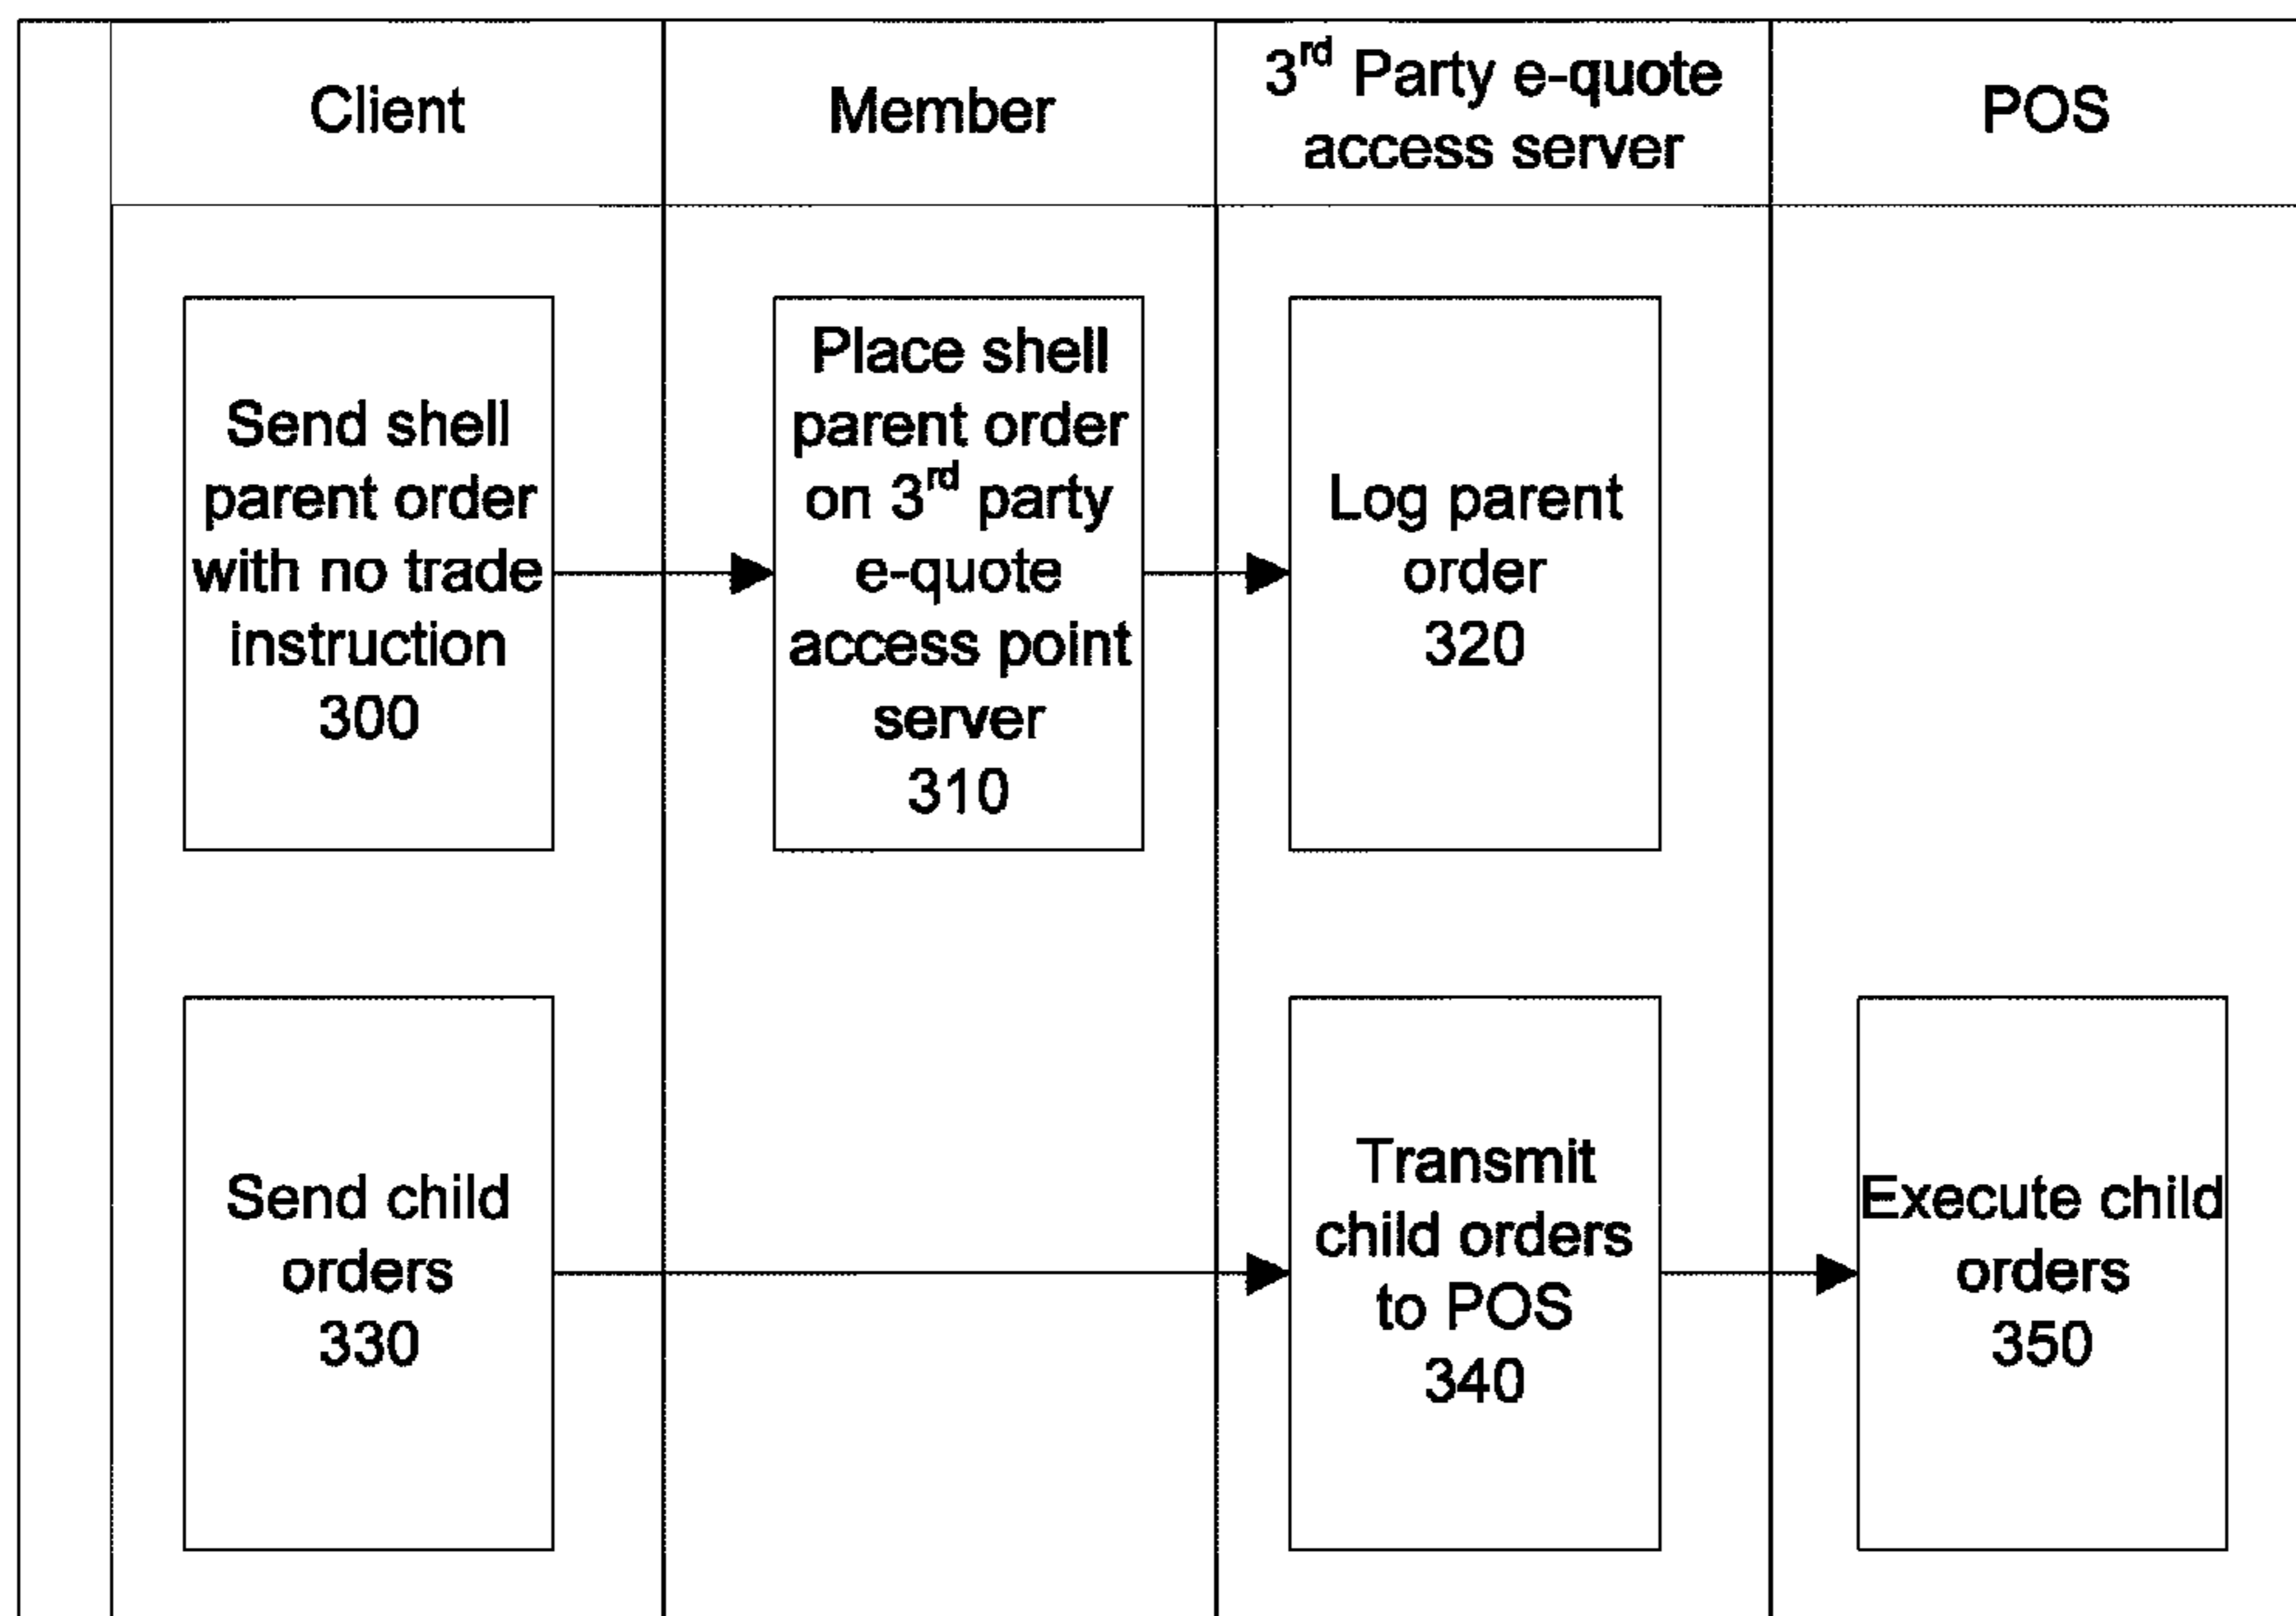 Client
Member
3rd Party e-quote
access server
POS
Send shell
parent order
with no trade
instruction
300
Place shell
parent order
on 3rd party
e-quote
access point
server
310
Log parent
order
320
Send child
orders
330
Transmit
child orders
to POS
340
Execute child
orders
350